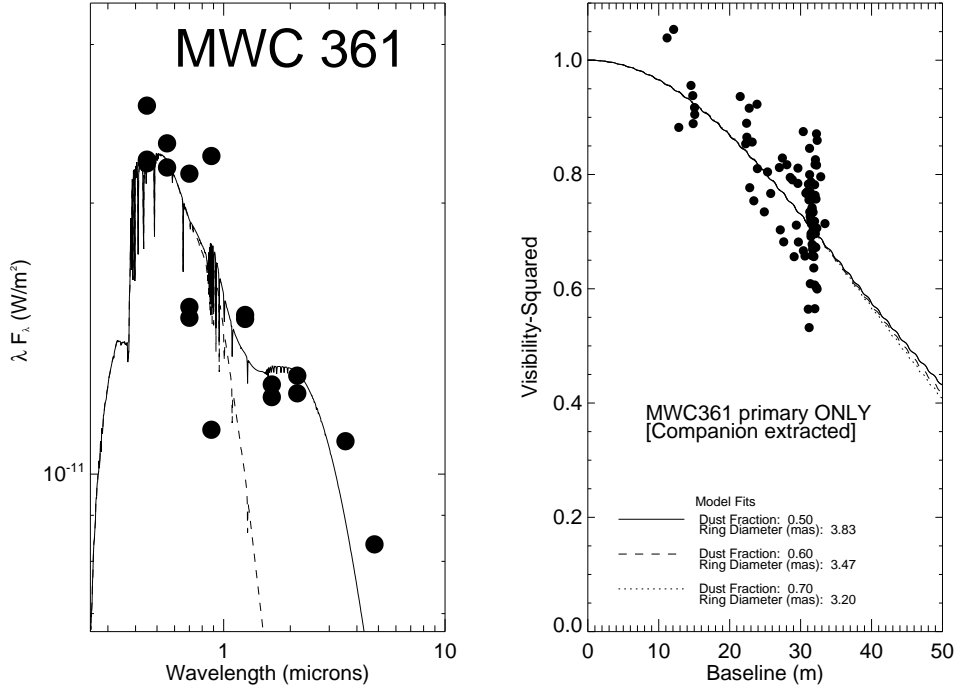 MWC 361
λ Fλ (W/m²)
10⁻¹¹
1
10
Wavelength (microns)
Visibility-Squared
1.0
0.8
0.6
0.4
0.2
0.0
MWC361 primary ONLY
[Companion extracted]
Model Fits
Dust Fraction: 0.50
Ring Diameter (mas): 3.83
Dust Fraction: 0.60
Ring Diameter (mas): 3.47
Dust Fraction: 0.70
Ring Diameter (mas): 3.20
0
10
20
30
40
50
Baseline (m)